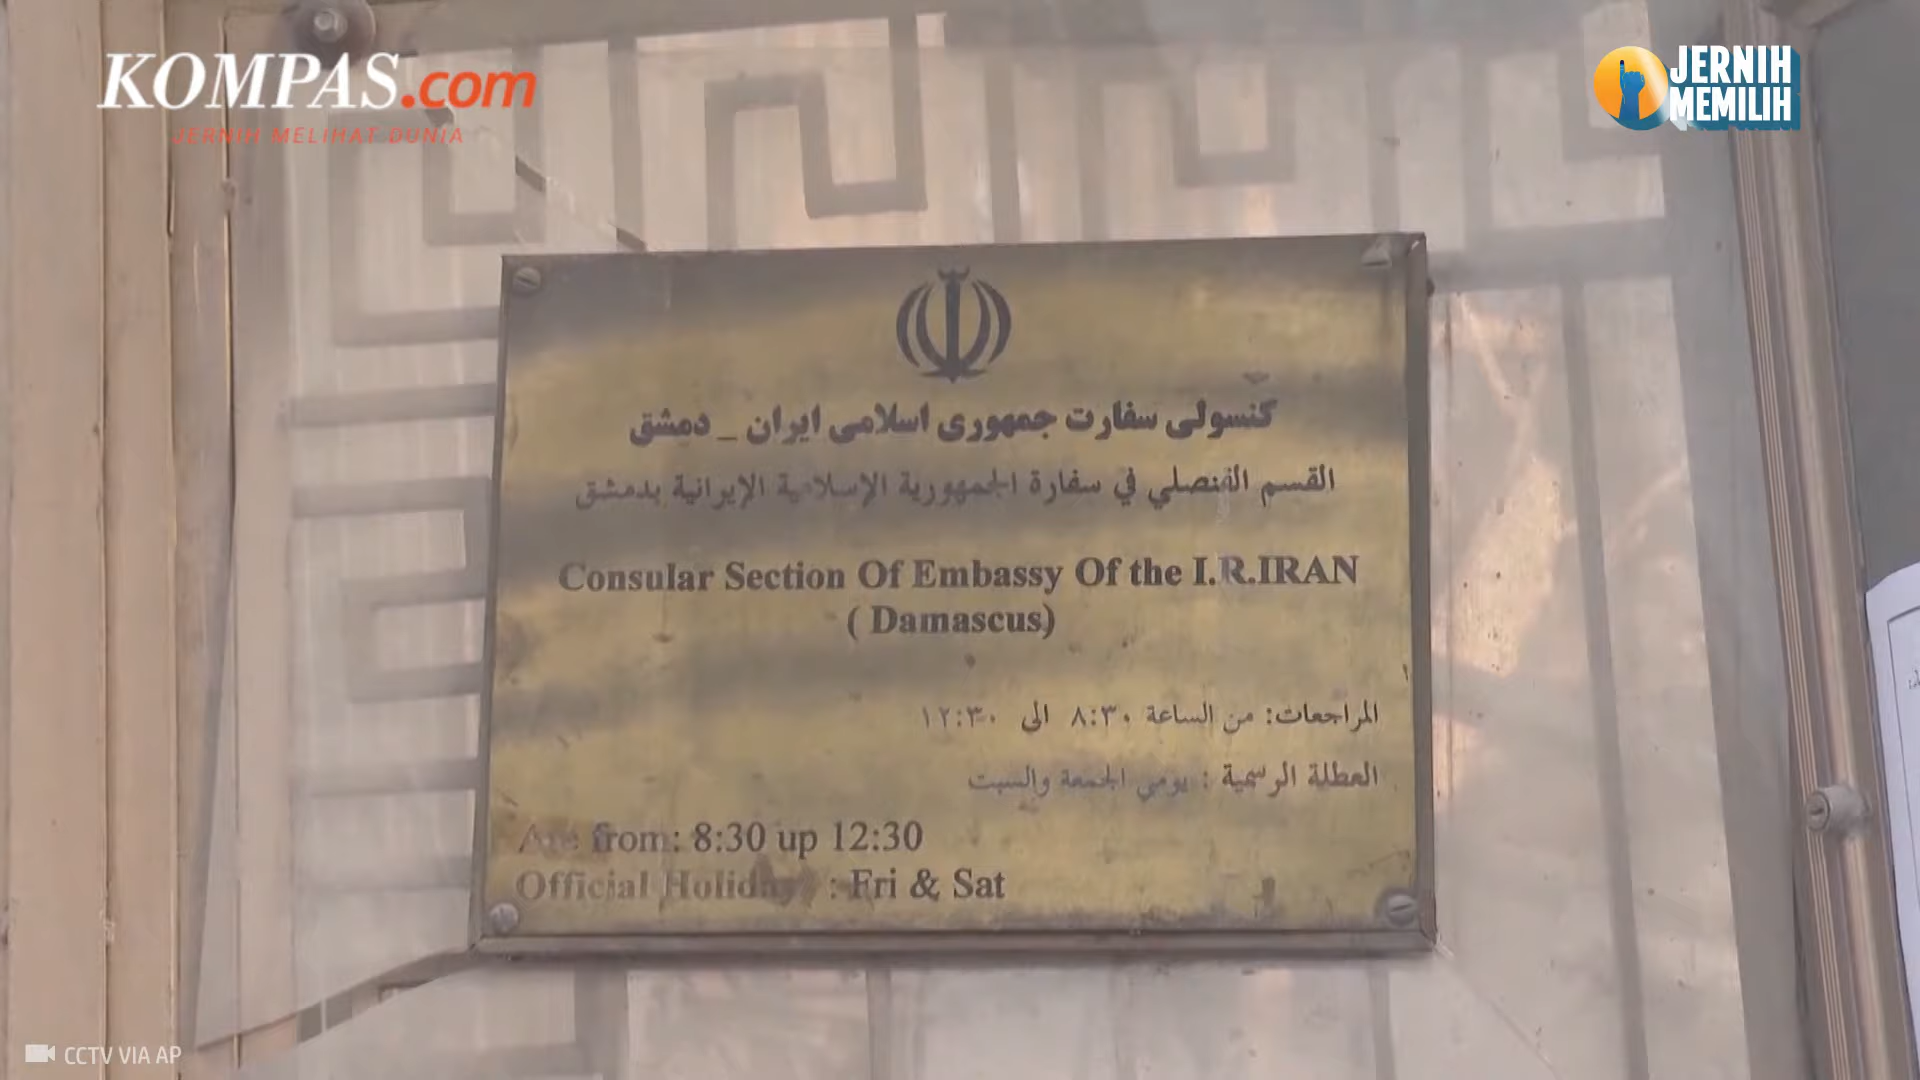 KOMPAS.com
JERNIH MELIHAT DUNIA
JERNIH
MEMILIH
کنسولی سفارت جمهوری اسلامی ایران _ دمشق
القسم القنصلي في سفارة الجمهورية الإسلامية الإيرانية بدمشق
Consular Section Of Embassy Of the I.R.IRAN
( Damascus)
المراجعات: من الساعة ٨:٣٠ الى ١٢:٣٠
العطلة الرسمية : يومي الجمعة والسبت
Are from: 8:30 up 12:30
Official Holidays : Fri & Sat
CCTV VIA AP